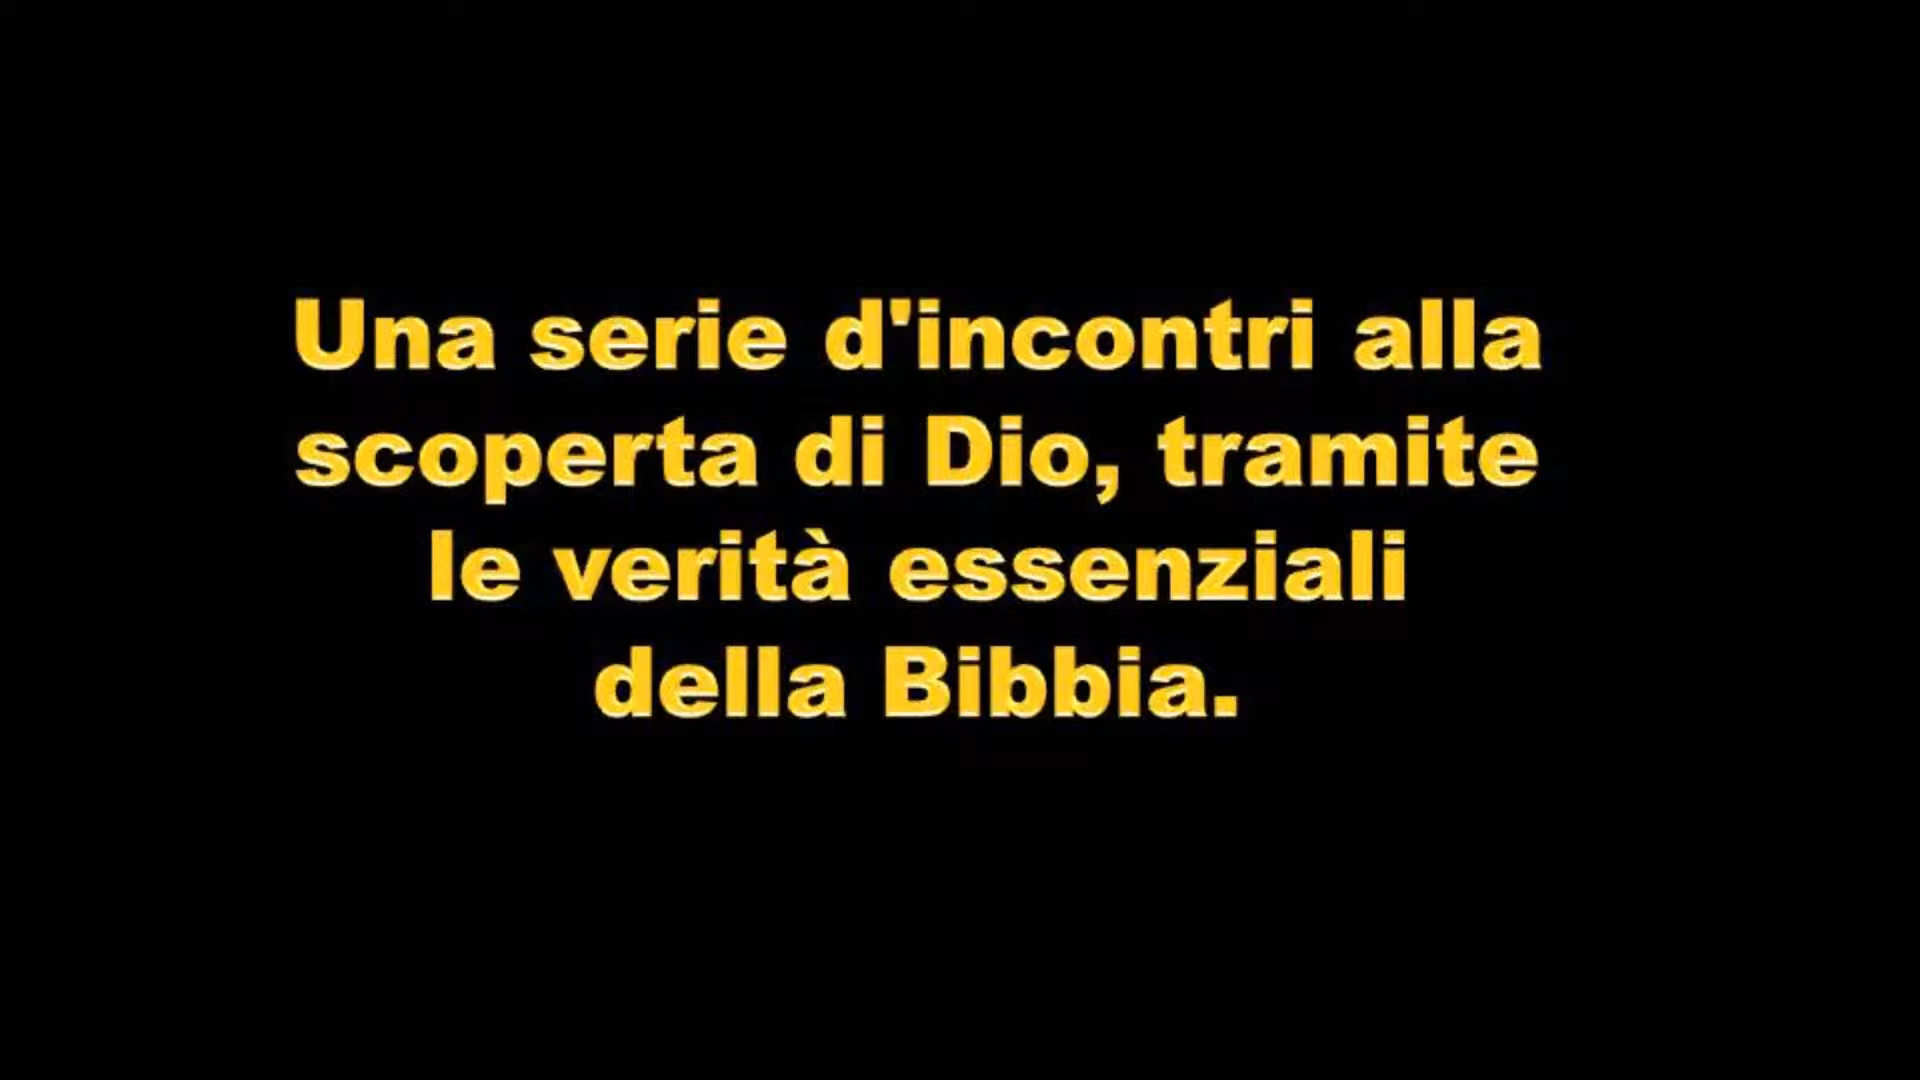 Una serie d'incontri alla
scoperta di Dio, tramite
le verità essenziali
della Bibbia.